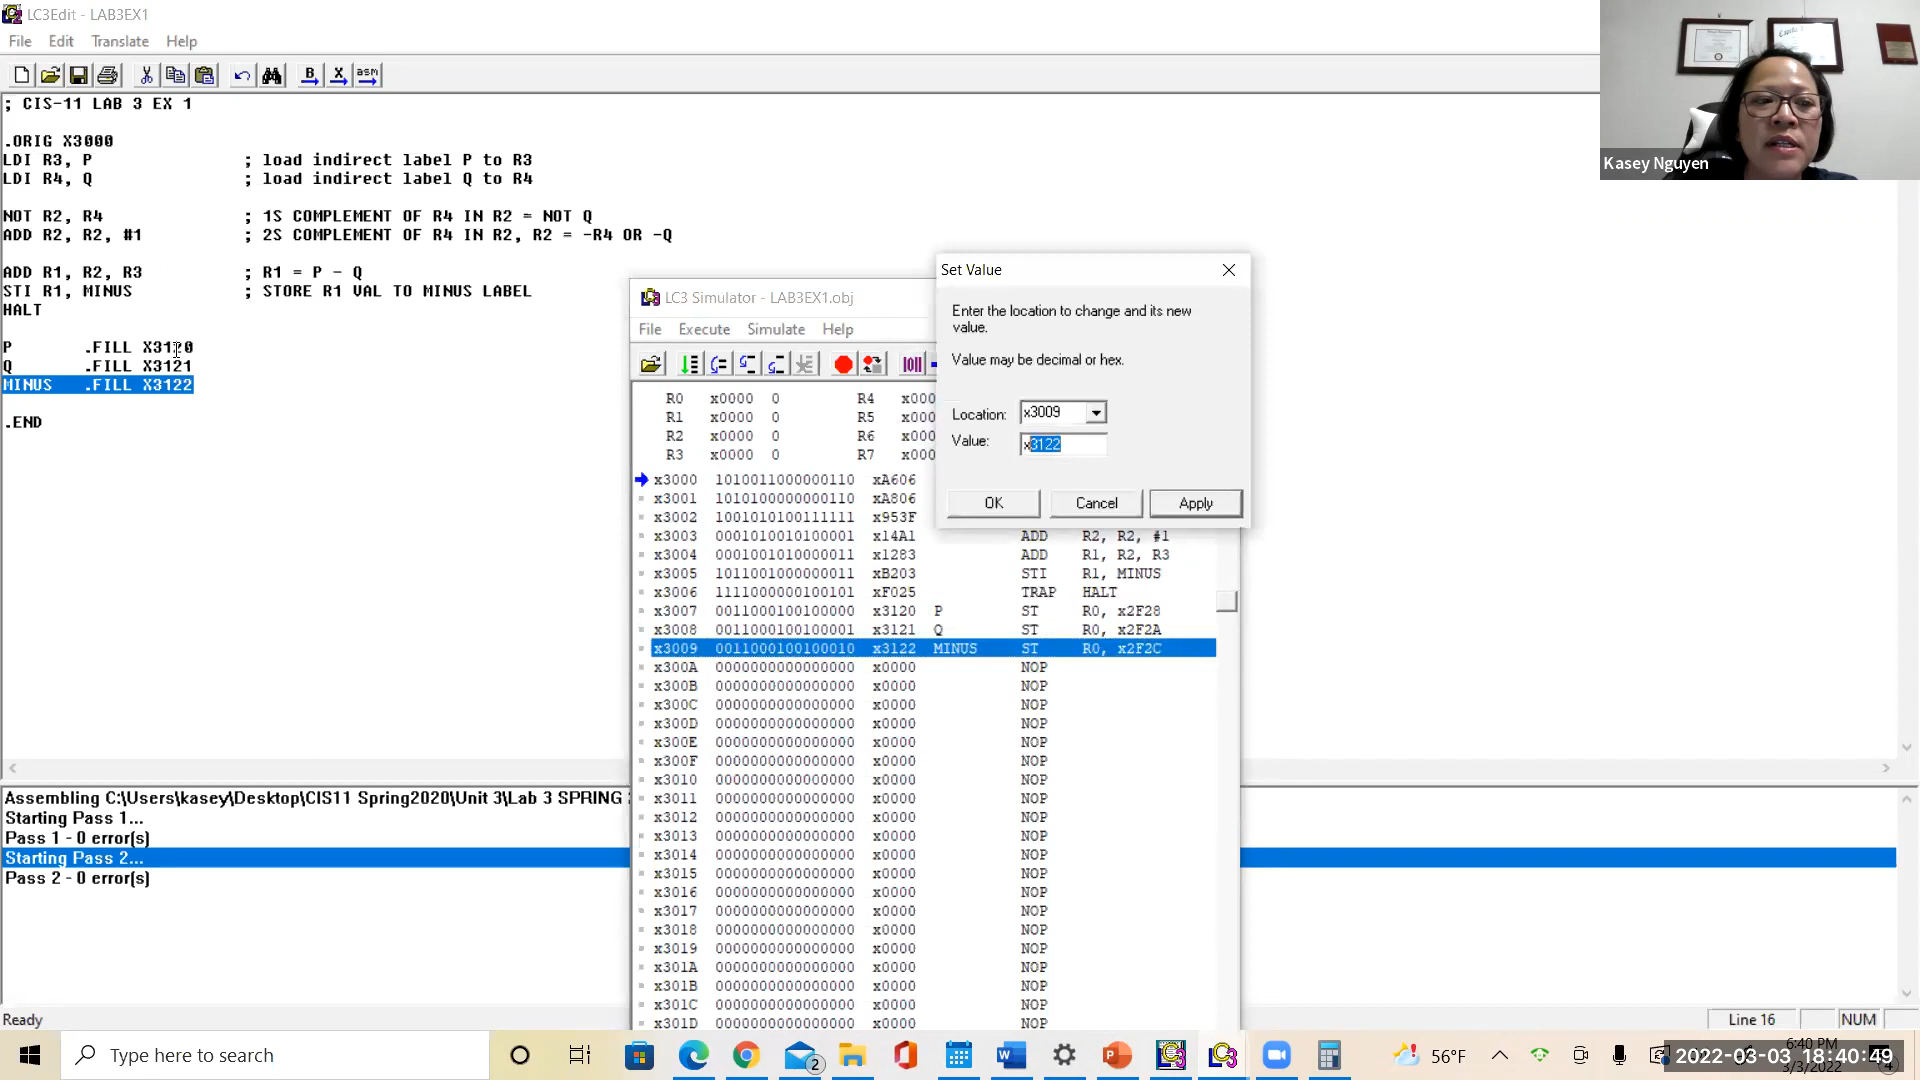 LC3Edit - LAB3EX1
File Edit Translate Help
B X asm
; CIS-11 LAB 3 EX 1
.ORIG X3000
LDI R3, P ; load indirect label P to R3
LDI R4, Q ; load indirect label Q to R4
NOT R2, R4 ; 1S COMPLEMENT OF R4 IN R2 = NOT Q
ADD R2, R2, #1 ; 2S COMPLEMENT OF R4 IN R2, R2 = -R4 OR -Q
ADD R1, R2, R3 ; R1 = P - Q
STI R1, MINUS ; STORE R1 VAL TO MINUS LABEL
HALT
P .FILL X3120
Q .FILL X3121
MINUS .FILL X3122
.END
Kasey Nguyen
Set Value
Enter the location to change and its new
value.
Value may be decimal or hex.
Location: x3009
Value: x3122
OK Cancel Apply
LC3 Simulator - LAB3EX1.obj
File Execute Simulate Help
R0 x0000 0 R4 x000
R1 x0000 0 R5 x000
R2 x0000 0 R6 x000
R3 x0000 0 R7 x000
x3000 1010011000000110 xA606
x3001 1010100000000110 xA806
x3002 1001010100111111 x953F
x3003 0001010010100001 x14A1 ADD R2, R2, #1
x3004 0001001010000011 x1283 ADD R1, R2, R3
x3005 1011001000000011 xB203 STI R1, MINUS
x3006 1111000000100101 xF025 TRAP HALT
x3007 0011000100100000 x3120 P ST R0, x2F28
x3008 0011000100100001 x3121 Q ST R0, x2F2A
x3009 0011000100100010 x3122 MINUS ST R0, x2F2C
x300A 0000000000000000 x0000 NOP
x300B 0000000000000000 x0000 NOP
x300C 0000000000000000 x0000 NOP
x300D 0000000000000000 x0000 NOP
x300E 0000000000000000 x0000 NOP
x300F 0000000000000000 x0000 NOP
x3010 0000000000000000 x0000 NOP
x3011 0000000000000000 x0000 NOP
x3012 0000000000000000 x0000 NOP
x3013 0000000000000000 x0000 NOP
x3014 0000000000000000 x0000 NOP
x3015 0000000000000000 x0000 NOP
x3016 0000000000000000 x0000 NOP
x3017 0000000000000000 x0000 NOP
x3018 0000000000000000 x0000 NOP
x3019 0000000000000000 x0000 NOP
x301A 0000000000000000 x0000 NOP
x301B 0000000000000000 x0000 NOP
x301C 0000000000000000 x0000 NOP
x301D 0000000000000000 x0000 NOP
Assembling C:\Users\kasey\Desktop\CIS11 Spring2020\Unit 3\Lab 3 SPRING
Starting Pass 1...
Pass 1 - 0 error(s)
Starting Pass 2...
Pass 2 - 0 error(s)
Ready Line 16 NUM
Type here to search
2
56°F
6:40 PM
3/3/2022
2022-03-03 18:40:49